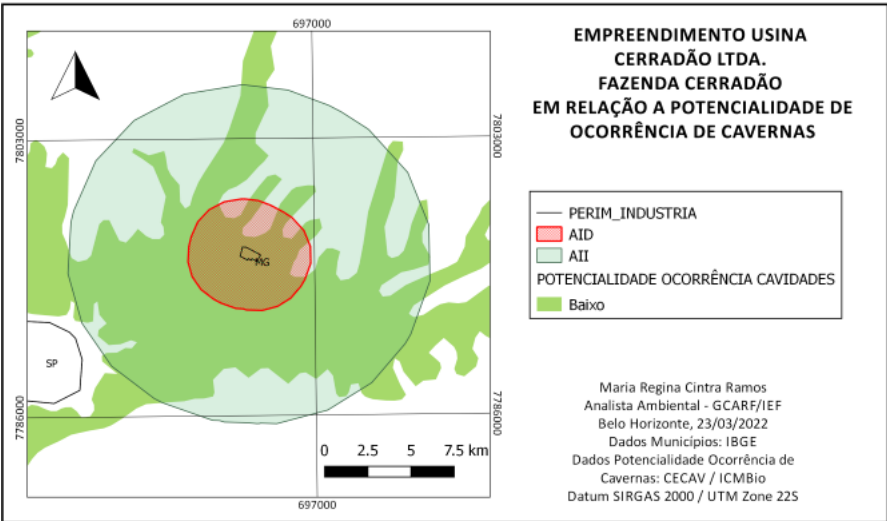 697000
EMPREENDIMENTO USINA
CERRADÃO LTDA.
FAZENDA CERRADÃO
EM RELAÇÃO A POTENCIALIDADE DE
OCORRÊNCIA DE CAVERNAS
7803000
7803000
PERIM_INDUSTRIA
AID
AII
POTENCIALIDADE OCORRÊNCIA CAVIDADES
Baixo
MG
SP
7786000
7786000
0 2.5 5 7.5 km
697000
Maria Regina Cintra Ramos
Analista Ambiental - GCARF/IEF
Belo Horizonte, 23/03/2022
Dados Municípios: IBGE
Dados Potencialidade Ocorrência de
Cavernas: CECAV / ICMBio
Datum SIRGAS 2000 / UTM Zone 22S